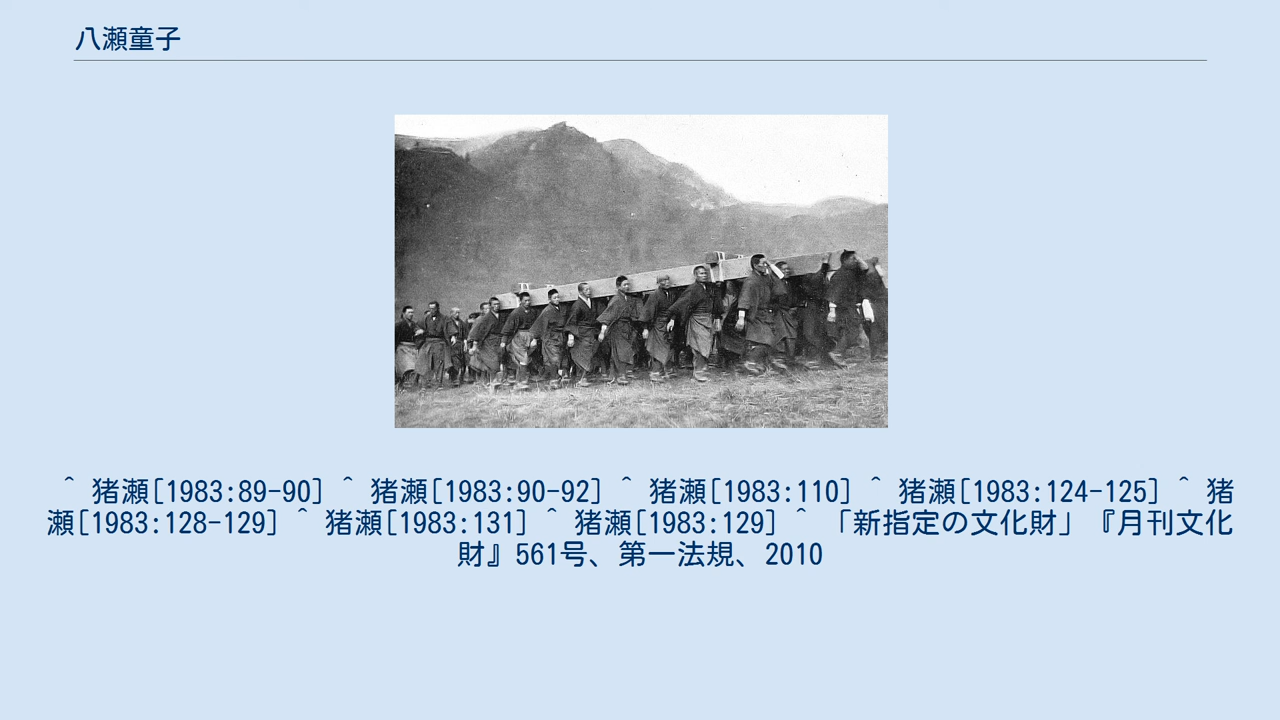 八瀬童子
^ 猪瀬[1983:89-90] ^ 猪瀬[1983:90-92] ^ 猪瀬[1983:110] ^ 猪瀬[1983:124-125] ^ 猪
瀬[1983:128-129] ^ 猪瀬[1983:131] ^ 猪瀬[1983:129] ^ 「新指定の文化財」『月刊文化
財』561号、第一法規、2010